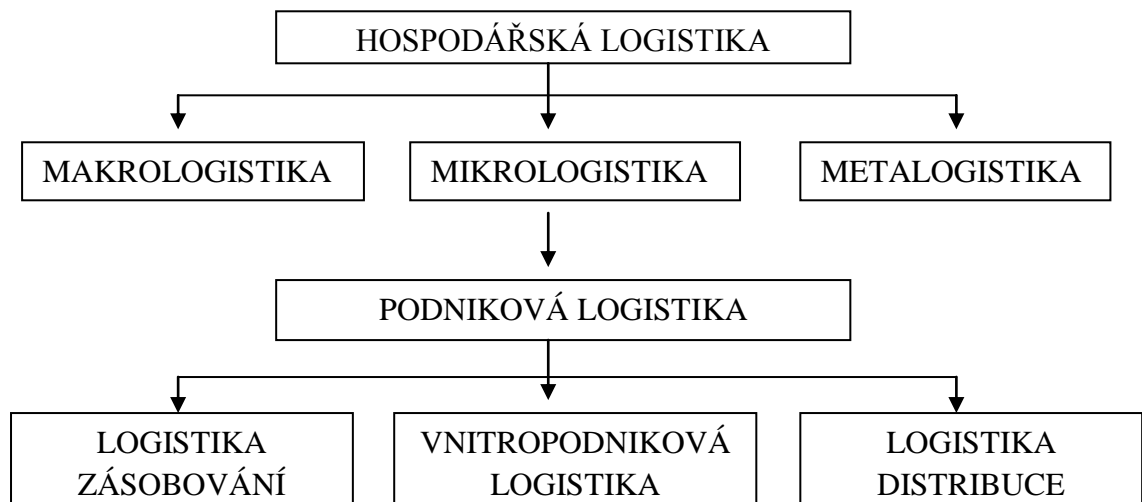 HOSPODÁŘSKÁ LOGISTIKA
MAKROLOGISTIKA
MIKROLOGISTIKA
METALOGISTIKA
PODNIKOVÁ LOGISTIKA
LOGISTIKA
ZÁSOBOVÁNÍ
VNITROPODNIKOVÁ
LOGISTIKA
LOGISTIKA
DISTRIBUCE